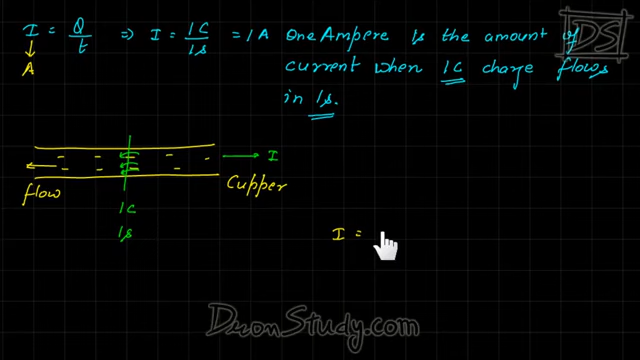 I = Q/t ⇒ I = 1C/1s = 1A One Ampere is the amount of
A current when 1C charge flows
in 1s.
I
flow Cupper
1C
1s
I =
DS
DronStudy.com